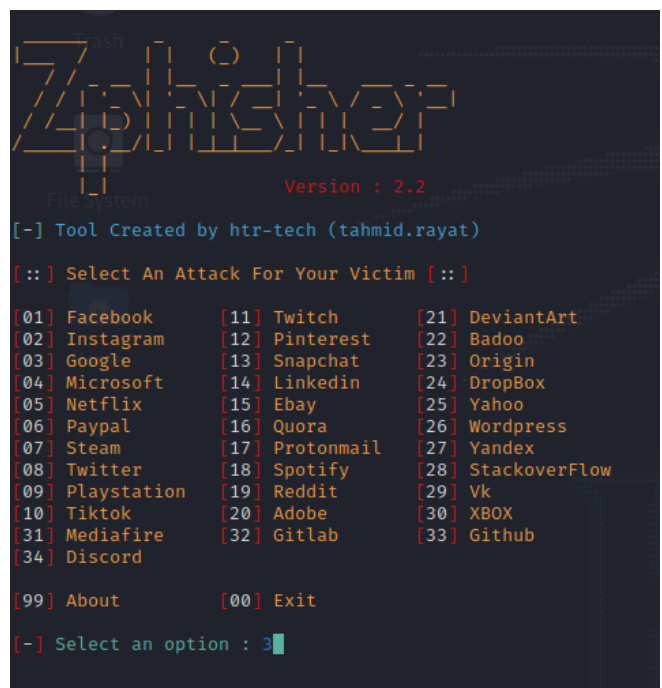 Trash
Zphisher
File System
Version : 2.2
[-] Tool Created by htr-tech (tahmid.rayat)
[::] Select An Attack For Your Victim [::]
[01] Facebook [11] Twitch [21] DeviantArt
[02] Instagram [12] Pinterest [22] Badoo
[03] Google [13] Snapchat [23] Origin
[04] Microsoft [14] Linkedin [24] DropBox
[05] Netflix [15] Ebay [25] Yahoo
[06] Paypal [16] Quora [26] Wordpress
[07] Steam [17] Protonmail [27] Yandex
[08] Twitter [18] Spotify [28] StackoverFlow
[09] Playstation [19] Reddit [29] Vk
[10] Tiktok [20] Adobe [30] XBOX
[31] Mediafire [32] Gitlab [33] Github
[34] Discord
[99] About [00] Exit
[-] Select an option : 3